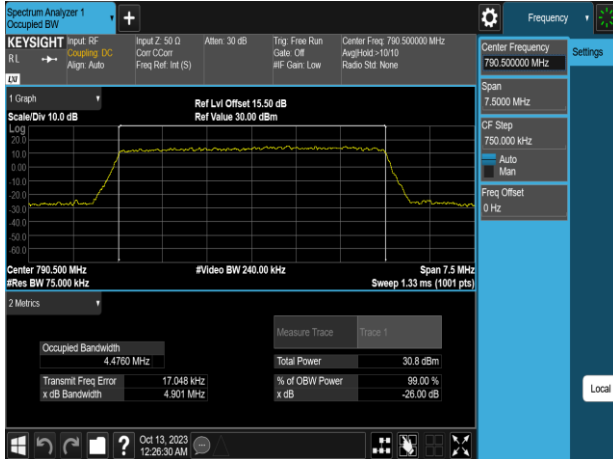 Spectrum Analyzer 1
Occupied BW
Frequency
KEYSIGHT
RL
LXI
Input: RF
Coupling: DC
Align: Auto
Input Z: 50 Ω
Corr CCorr
Freq Ref: Int (S)
Atten: 30 dB
Trig: Free Run
Gate: Off
#IF Gain: Low
Center Freq: 790.500000 MHz
Avg|Hold:>10/10
Radio Std: None
Center Frequency
790.500000 MHz
Settings
Span
7.5000 MHz
CF Step
750.000 kHz
Auto
Man
Freq Offset
0 Hz
Local
1 Graph
Scale/Div 10.0 dB
Ref Lvl Offset 15.50 dB
Ref Value 30.00 dBm
Log
20.0
10.0
0.00
-10.0
-20.0
-30.0
-40.0
-50.0
-60.0
Center 790.500 MHz
#Res BW 75.000 kHz
#Video BW 240.00 kHz
Span 7.5 MHz
Sweep 1.33 ms (1001 pts)
2 Metrics
Measure Trace
Trace 1
Occupied Bandwidth
4.4760 MHz
Total Power
30.8 dBm
Transmit Freq Error
17.048 kHz
% of OBW Power
99.00 %
x dB Bandwidth
4.901 MHz
x dB
-26.00 dB
?
Oct 13, 2023
12:26:30 AM